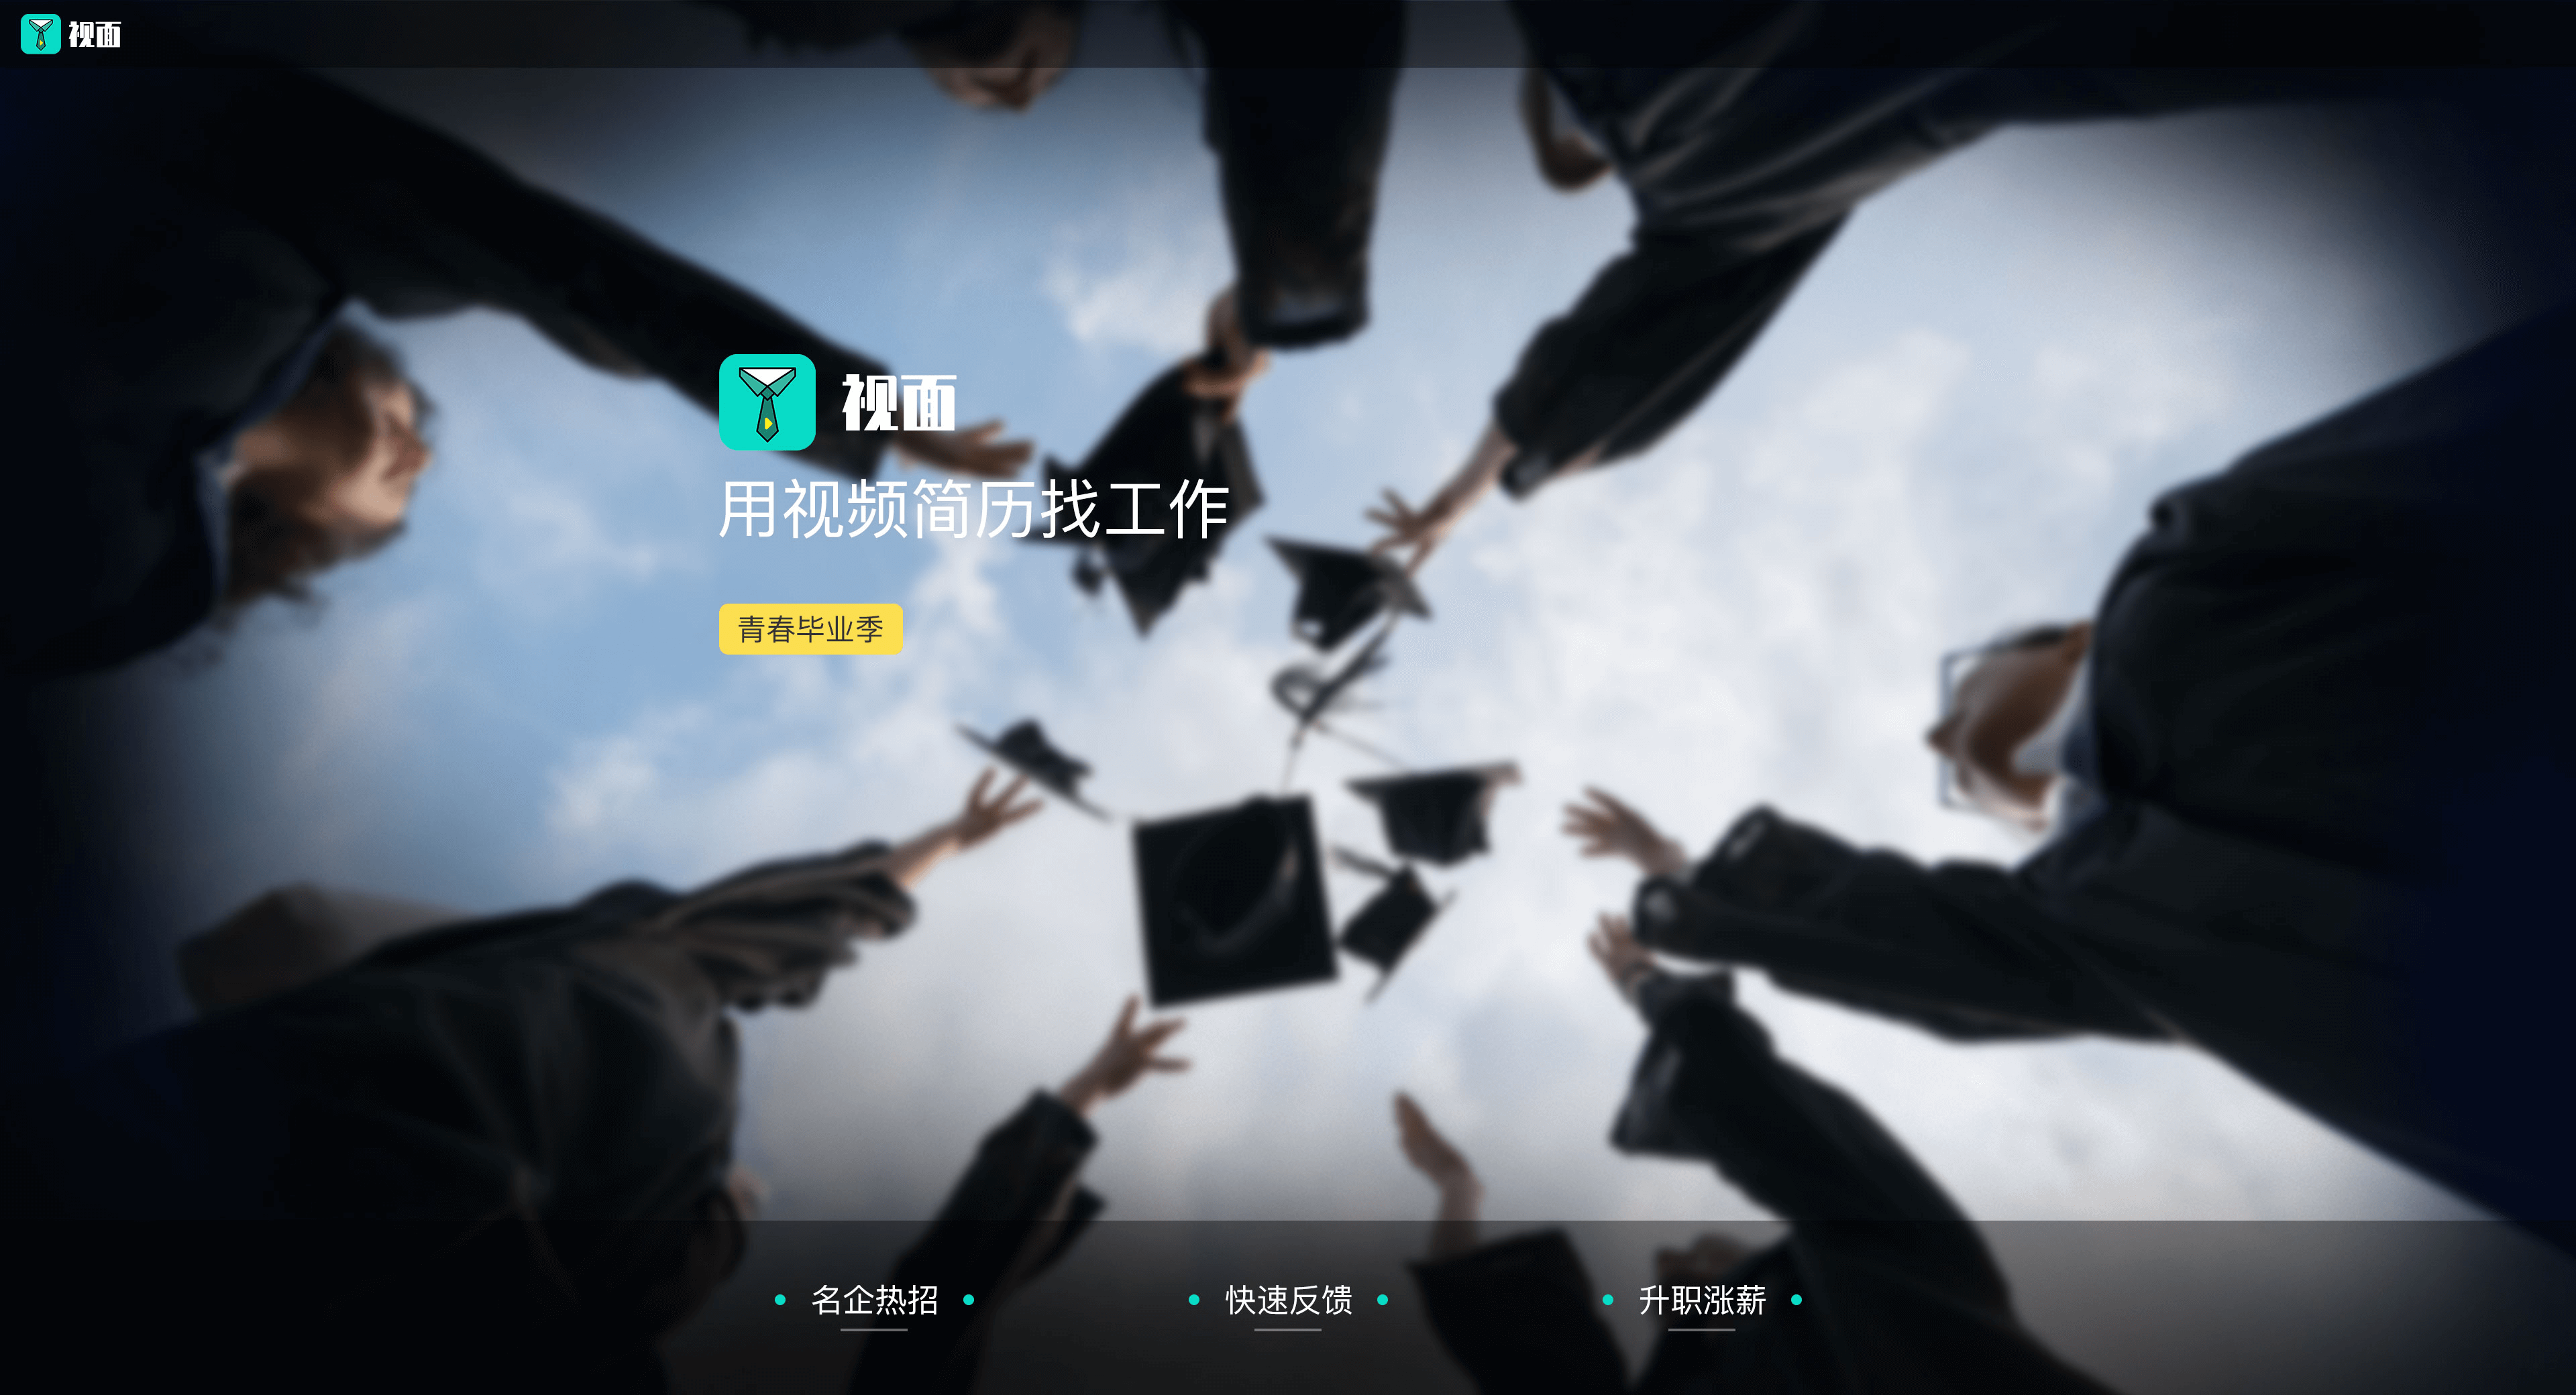 视面
视面
用视频简历找工作
青春毕业季
名企热招
快速反馈
升职涨薪